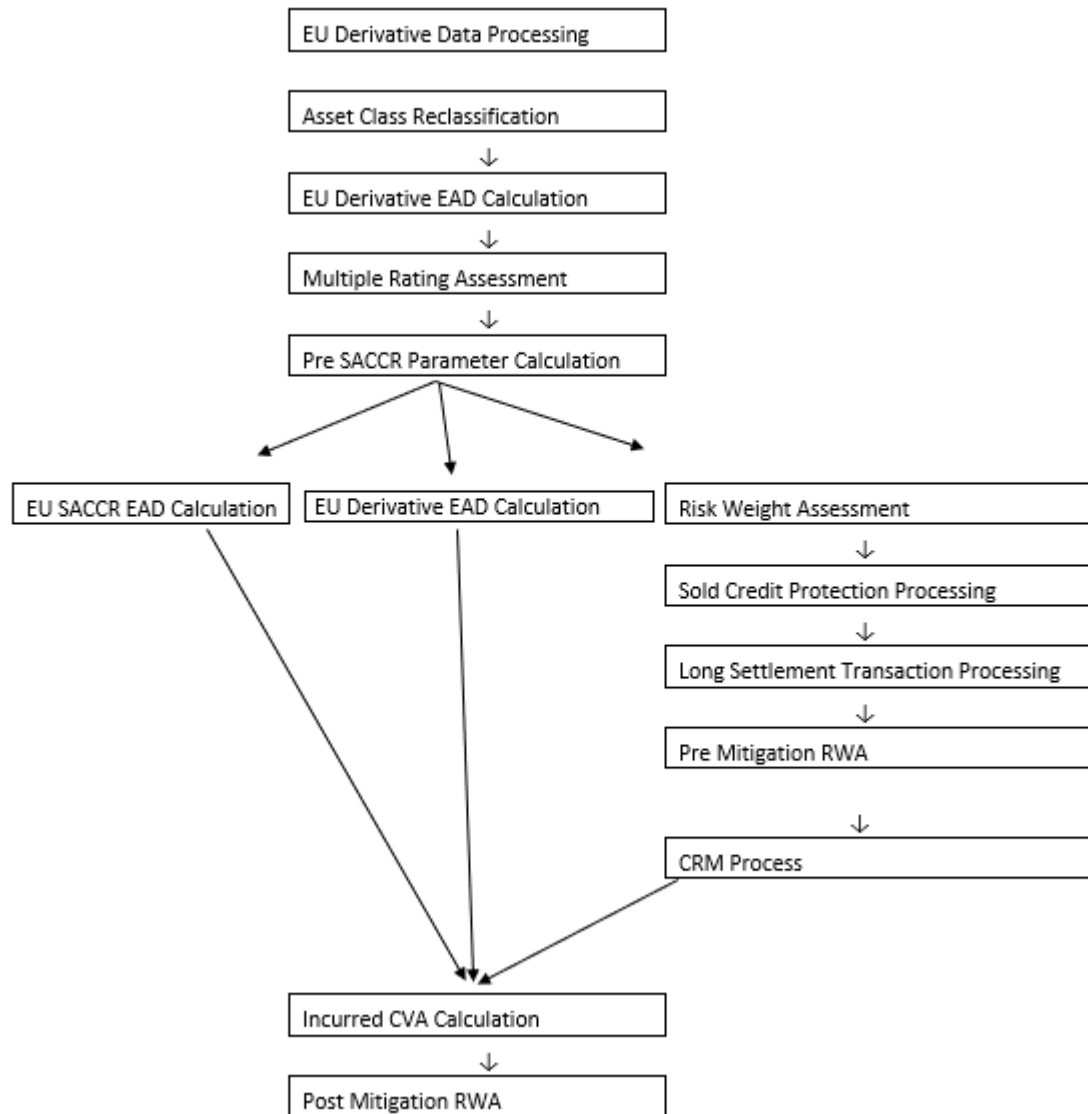 EU Derivative Data Processing
Asset Class Reclassification
EU Derivative EAD Calculation
Multiple Rating Assessment
Pre SACCR Parameter Calculation
EU SACCR EAD Calculation
EU Derivative EAD Calculation
Risk Weight Assessment
Sold Credit Protection Processing
Long Settlement Transaction Processing
Pre Mitigation RWA
CRM Process
Incurred CVA Calculation
Post Mitigation RWA